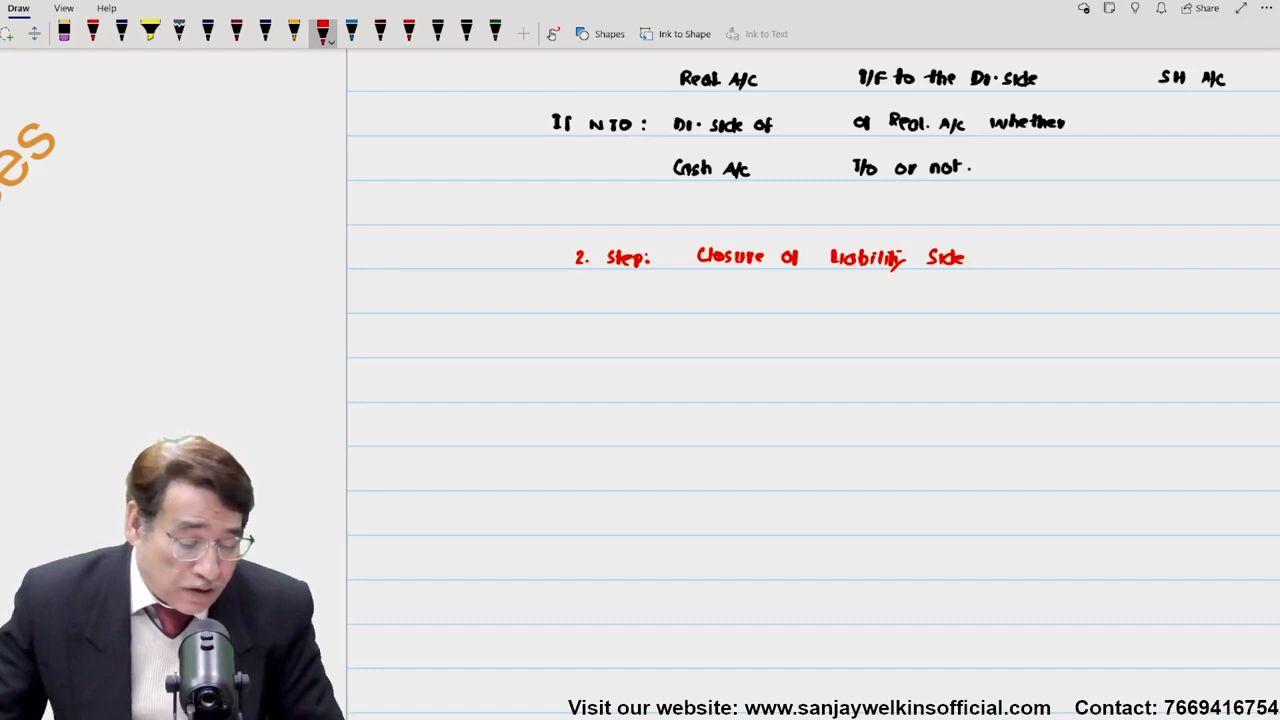 Draw View Help
Share
Shapes Ink to Shape Ink to Text
Real. A/c T/F to the Dr. Side SH A/c
If NTO: Dr. side of of Real. A/c whether
Cash A/c T/o or not.
es
2. Step: Closure of Liability Side
Visit our website: www.sanjaywelkinsofficial.com Contact: 7669416754